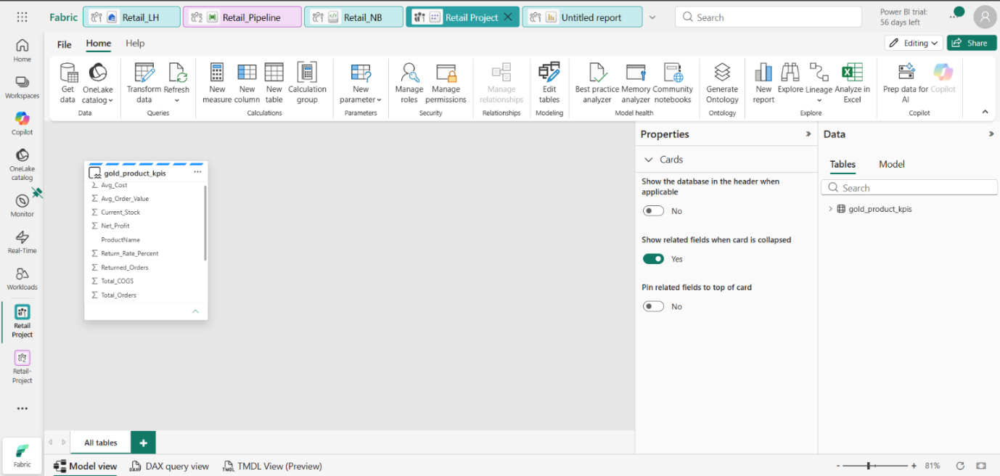 Fabric
Retail_LH
Retail_Pipeline
Retail_NB
Retail Project
Untitled report
Search
Power BI trial:
56 days left
File
Home
Help
Editing
Share
Get
data
OneLake
catalog
Data
Transform
data
Refresh
Queries
New
measure
New
column
New
table
Calculation
group
Calculations
New
parameter
Parameters
Manage
roles
Manage
permissions
Security
Manage
relationships
Relationships
Edit
tables
Modeling
Best practice
analyzer
Memory
analyzer
Community
notebooks
Model health
Generate
Ontology
Ontology
New
report
Explore
Lineage
Analyze in
Excel
Explore
Prep data for
AI
Copilot
Copilot
Home
Workspaces
Copilot
OneLake
catalog
Monitor
Real-Time
Workloads
Retail
Project
Retail-
Project
Fabric
gold_product_kpis
Avg_Cost
Avg_Order_Value
Current_Stock
Net_Profit
ProductName
Return_Rate_Percent
Returned_Orders
Total_COGS
Total_Orders
Properties
Cards
Show the database in the header when
applicable
No
Show related fields when card is collapsed
Yes
Pin related fields to top of card
No
Data
Tables
Model
Search
gold_product_kpis
All tables
+
Model view
DAX query view
TMDL View (Preview)
- + 81%